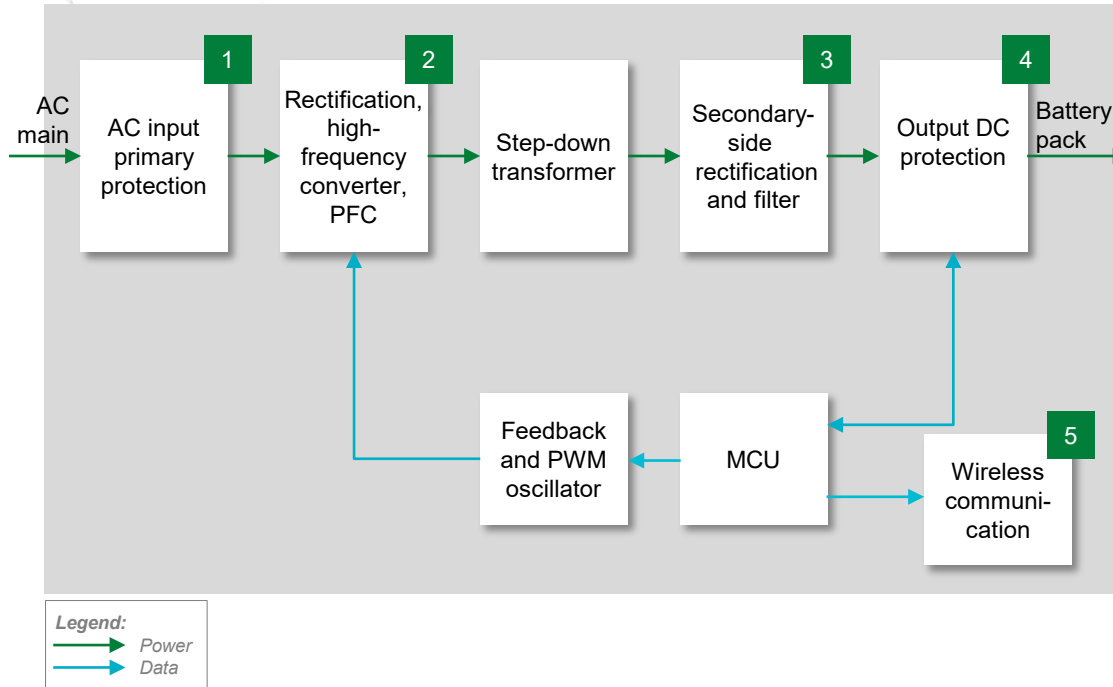 1
2
3
4
AC
main
AC input
primary
protection
Rectification,
high-
frequency
converter,
PFC
Step-down
transformer
Secondary-
side
rectification
and filter
Output DC
protection
Battery
pack
Feedback
and PWM
oscillator
MCU
5
Wireless
communi-
cation
Legend:
Power
Data